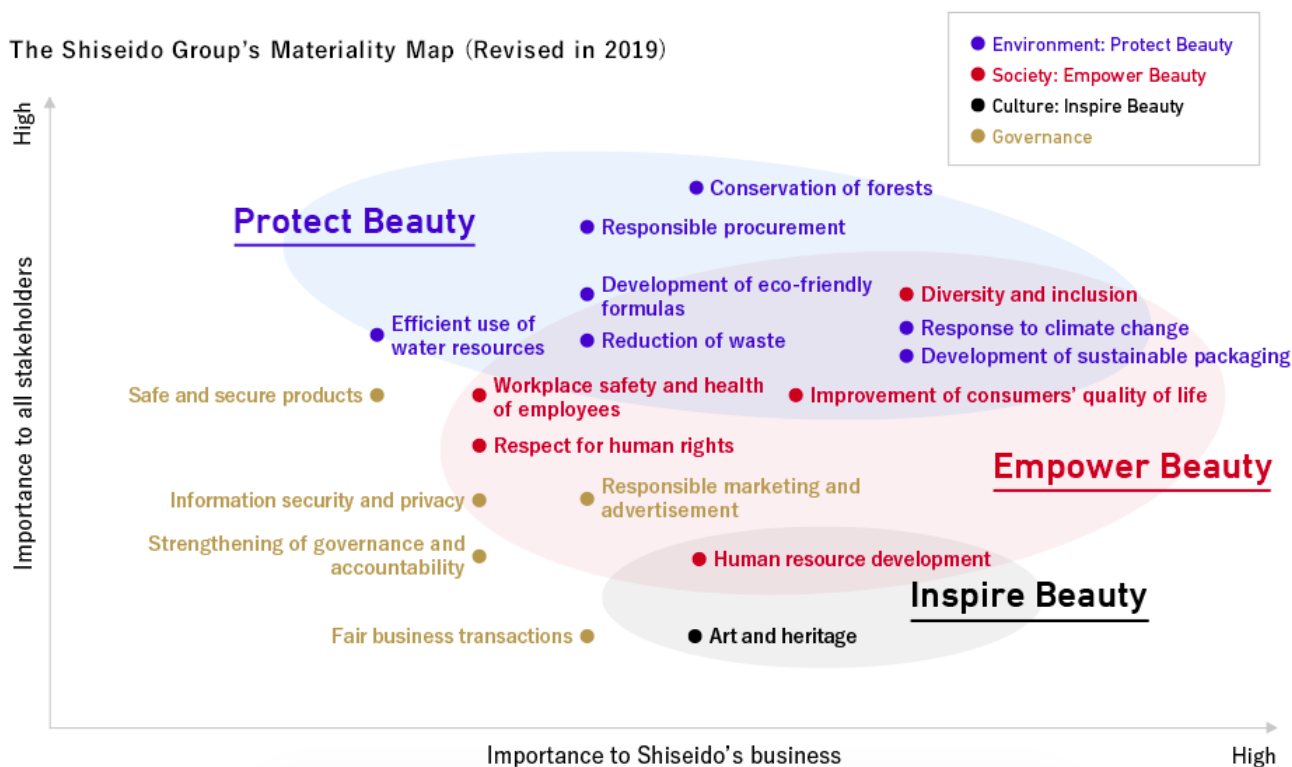 The Shiseido Group's Materiality Map (Revised in 2019)
Environment: Protect Beauty
Society: Empower Beauty
Culture: Inspire Beauty
Governance
High
Importance to all stakeholders
Protect Beauty
Conservation of forests
Responsible procurement
Development of eco-friendly
formulas
Diversity and inclusion
Efficient use of
water resources
Reduction of waste
Response to climate change
Development of sustainable packaging
Safe and secure products
Workplace safety and health
of employees
Improvement of consumers' quality of life
Respect for human rights
Empower Beauty
Information security and privacy
Responsible marketing and
advertisement
Strengthening of governance and
accountability
Human resource development
Inspire Beauty
Fair business transactions
Art and heritage
Importance to Shiseido's business
High